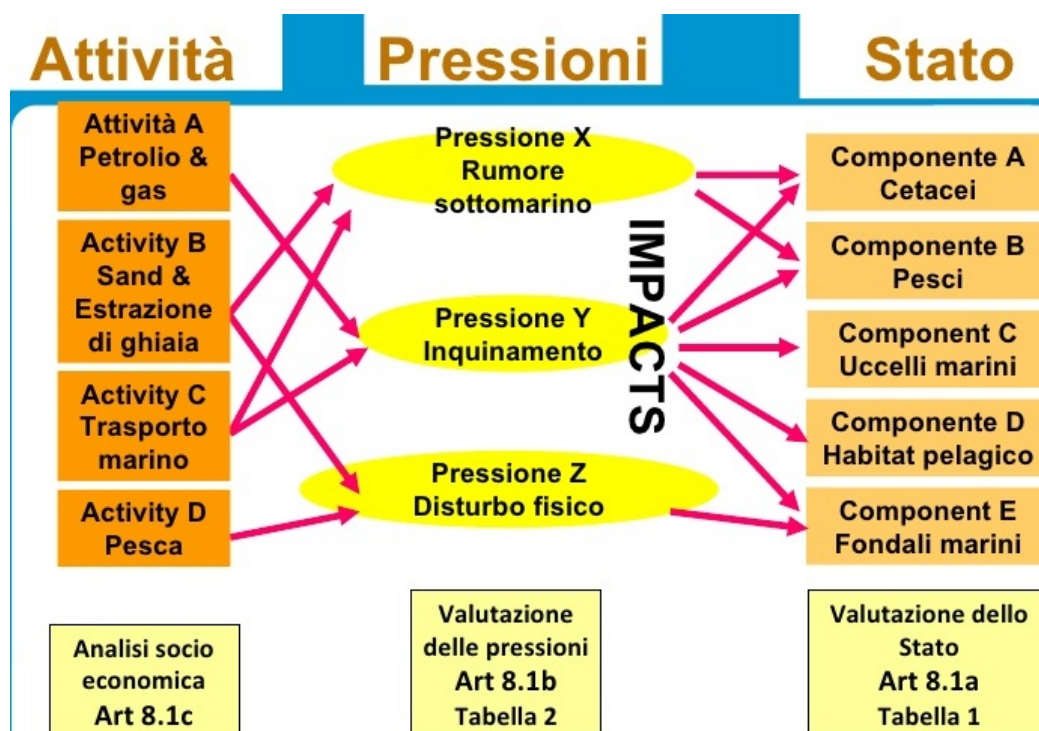 Attività
Pressioni
Stato
Attività A
Petrolio &
gas
Activity B
Sand &
Estrazione
di ghiaia
Activity C
Trasporto
marino
Activity D
Pesca
Pressione X
Rumore
sottomarino
Pressione Y
Inquinamento
Pressione Z
Disturbo fisico
IMPACTS
Componente A
Cetacei
Componente B
Pesci
Component C
Uccelli marini
Componente D
Habitat pelagico
Component E
Fondali marini
Analisi socio
economica
Art 8.1c
Valutazione
delle pressioni
Art 8.1b
Tabella 2
Valutazione dello
Stato
Art 8.1a
Tabella 1